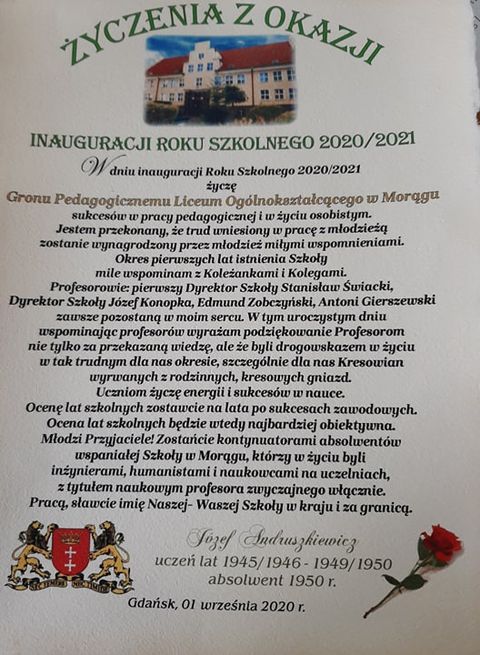 ŻYCZENIA Z OKAZJI
INAUGURACJI ROKU SZKOLNEGO 2020/2021
W dniu inauguracji Roku Szkolnego 2020/2021
życzę
Gronu Pedagogicznemu Liceum Ogólnokształcącego w Morągu
sukcesów w pracy pedagogicznej i w życiu osobistym.
Jestem przekonany, że trud wniesiony w pracę z młodzieżą
zostanie wynagrodzony przez młodzież miłymi wspomnieniami.
Okres pierwszych lat istnienia Szkoły
mile wspominam z Koleżankami i Kolegami.
Profesorowie: pierwszy Dyrektor Szkoły Stanisław Świacki,
Dyrektor Szkoły Józef Konopka, Edmund Zobczyński, Antoni Gierszewski
zawsze pozostaną w moim sercu. W tym uroczystym dniu
wspominając profesorów wyrażam podziękowanie Profesorom
nie tylko za przekazaną wiedzę, ale że byli drogowskazem w życiu
w tak trudnym dla nas okresie, szczególnie dla nas Kresowian
wyrwanych z rodzinnych, kresowych gniazd.
Uczniom życzę energii i sukcesów w nauce.
Ocenę lat szkolnych zostawcie na lata po sukcesach zawodowych.
Ocena lat szkolnych będzie wtedy najbardziej obiektywna.
Młodzi Przyjaciele! Zostańcie kontynuatorami absolwentów
wspaniałej Szkoły w Morągu, którzy w życiu byli
inżynierami, humanistami i naukowcami na uczelniach,
z tytułem naukowym profesora zwyczajnego włącznie.
Pracą, sławcie imię Naszej- Waszej Szkoły w kraju i za granicą.
Józef Andruszkiewicz
uczeń lat 1945/1946 - 1949/1950
absolwent 1950 r.
NEC TEMERE NEC TIMIDE
Gdańsk, 01 września 2020 r.